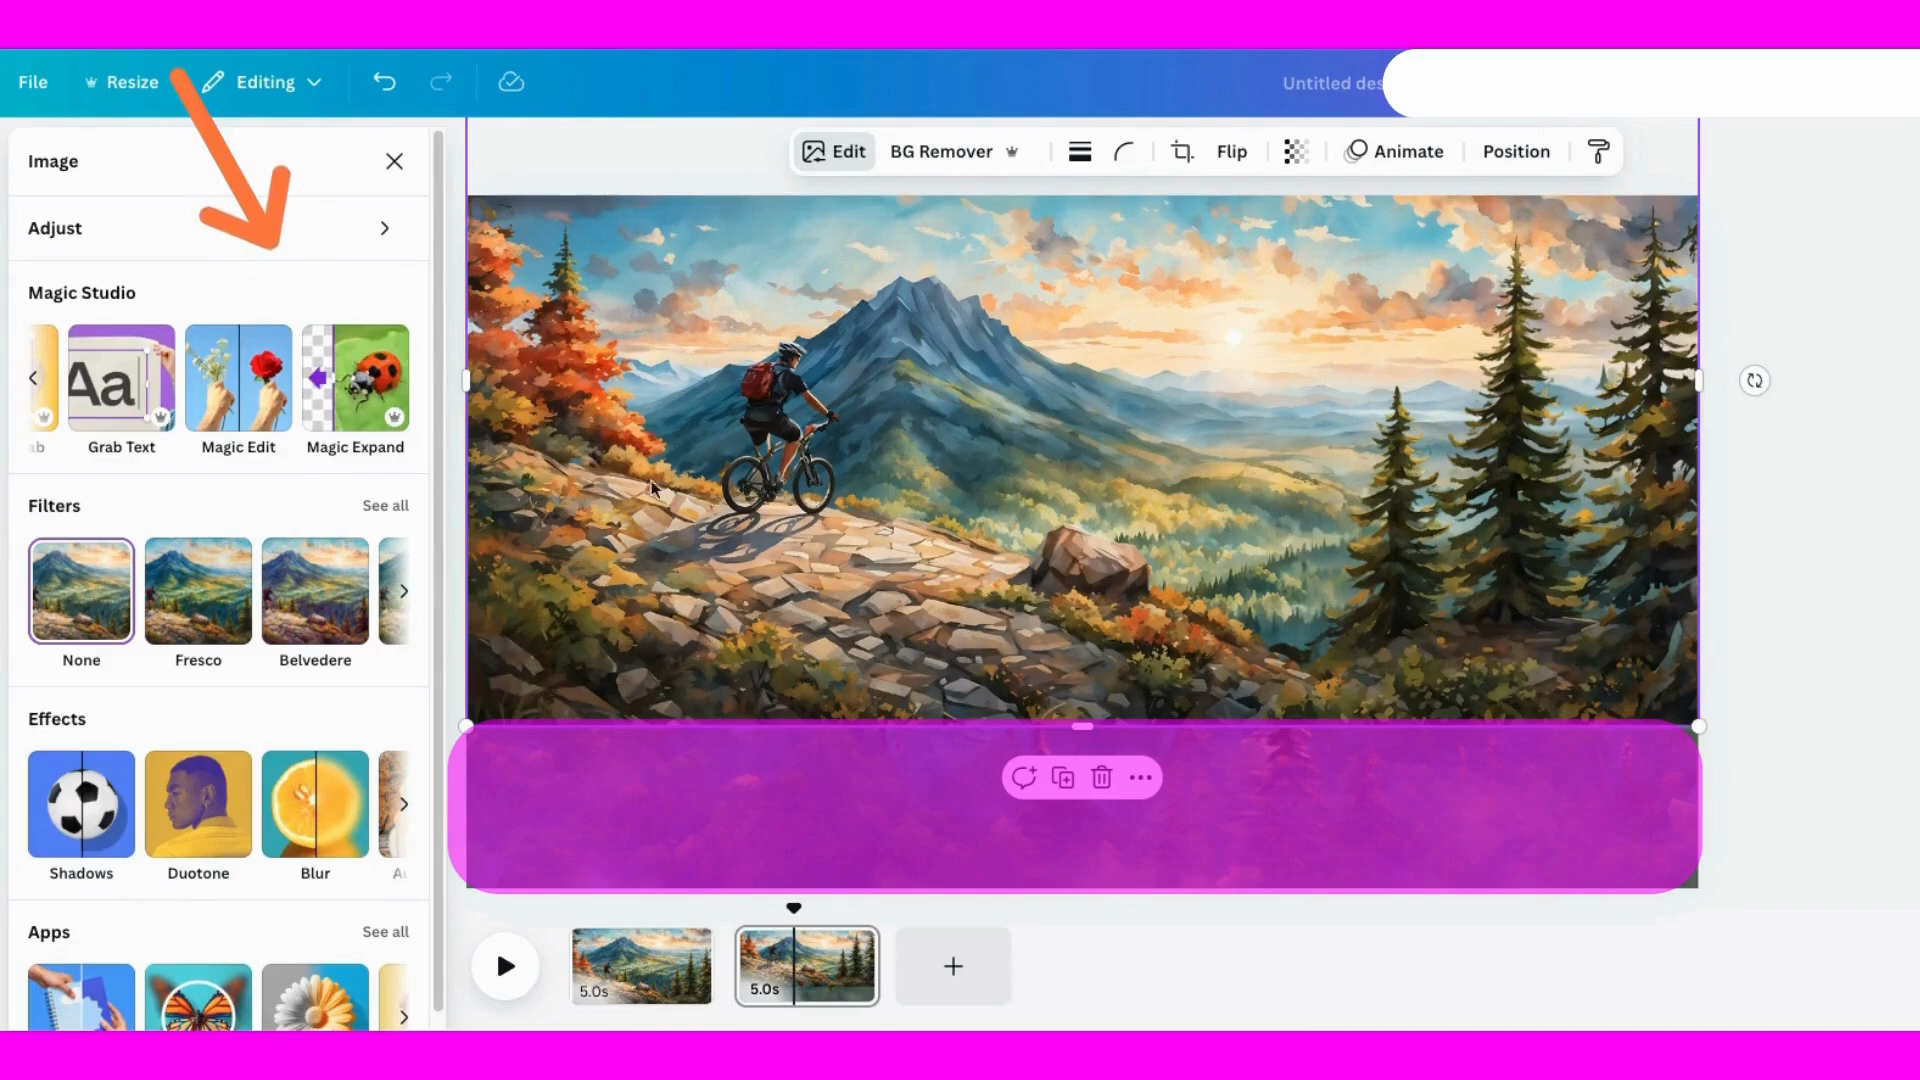 File Resize Editing Untitled des
Image
Edit BG Remover Flip Animate Position
Adjust
Magic Studio
Aa
ab Grab Text Magic Edit Magic Expand
Filters See all
None Fresco Belvedere
Effects
Shadows Duotone Blur Au
Apps See all
5.0s 5.0s